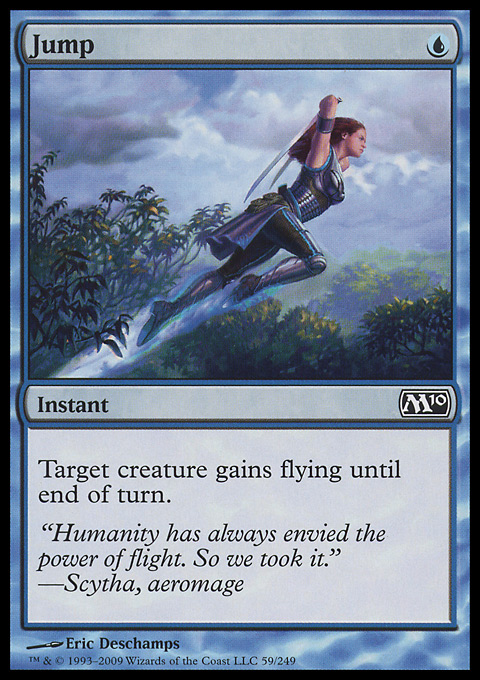 Jump
Instant
M10
Target creature gains flying until
end of turn.
“Humanity has always envied the
power of flight. So we took it.”
—Scytha, aeromage
Eric Deschamps
™ & © 1993–2009 Wizards of the Coast LLC 59/249